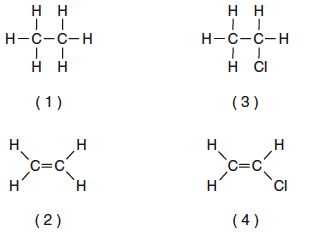 H H
H-C-C-H
H H
(1)
H H
H-C-C-H
H Cl
(3)
H H
C=C
H H
(2)
H H
C=C
H Cl
(4)